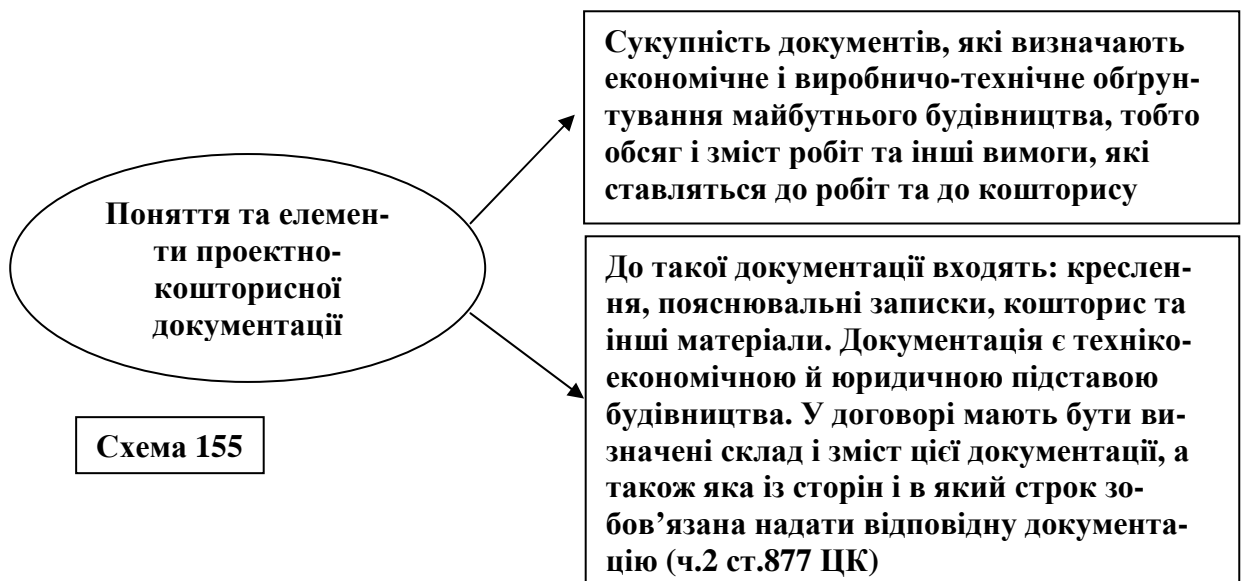 Сукупність документів, які визначають
економічне і виробничо-технічне обґрун-
тування майбутнього будівництва, тобто
обсяг і зміст робіт та інші вимоги, які
ставляться до робіт та до кошторису
Поняття та елемен-
ти проектно-
кошторисної
документації
До такої документації входять: креслен-
ня, пояснювальні записки, кошторис та
інші матеріали. Документація є техніко-
економічною й юридичною підставою
будівництва. У договорі мають бути ви-
значені склад і зміст цієї документації, а
також яка із сторін і в який строк зо-
бов’язана надати відповідну документа-
цію (ч.2 ст.877 ЦК)
Схема 155